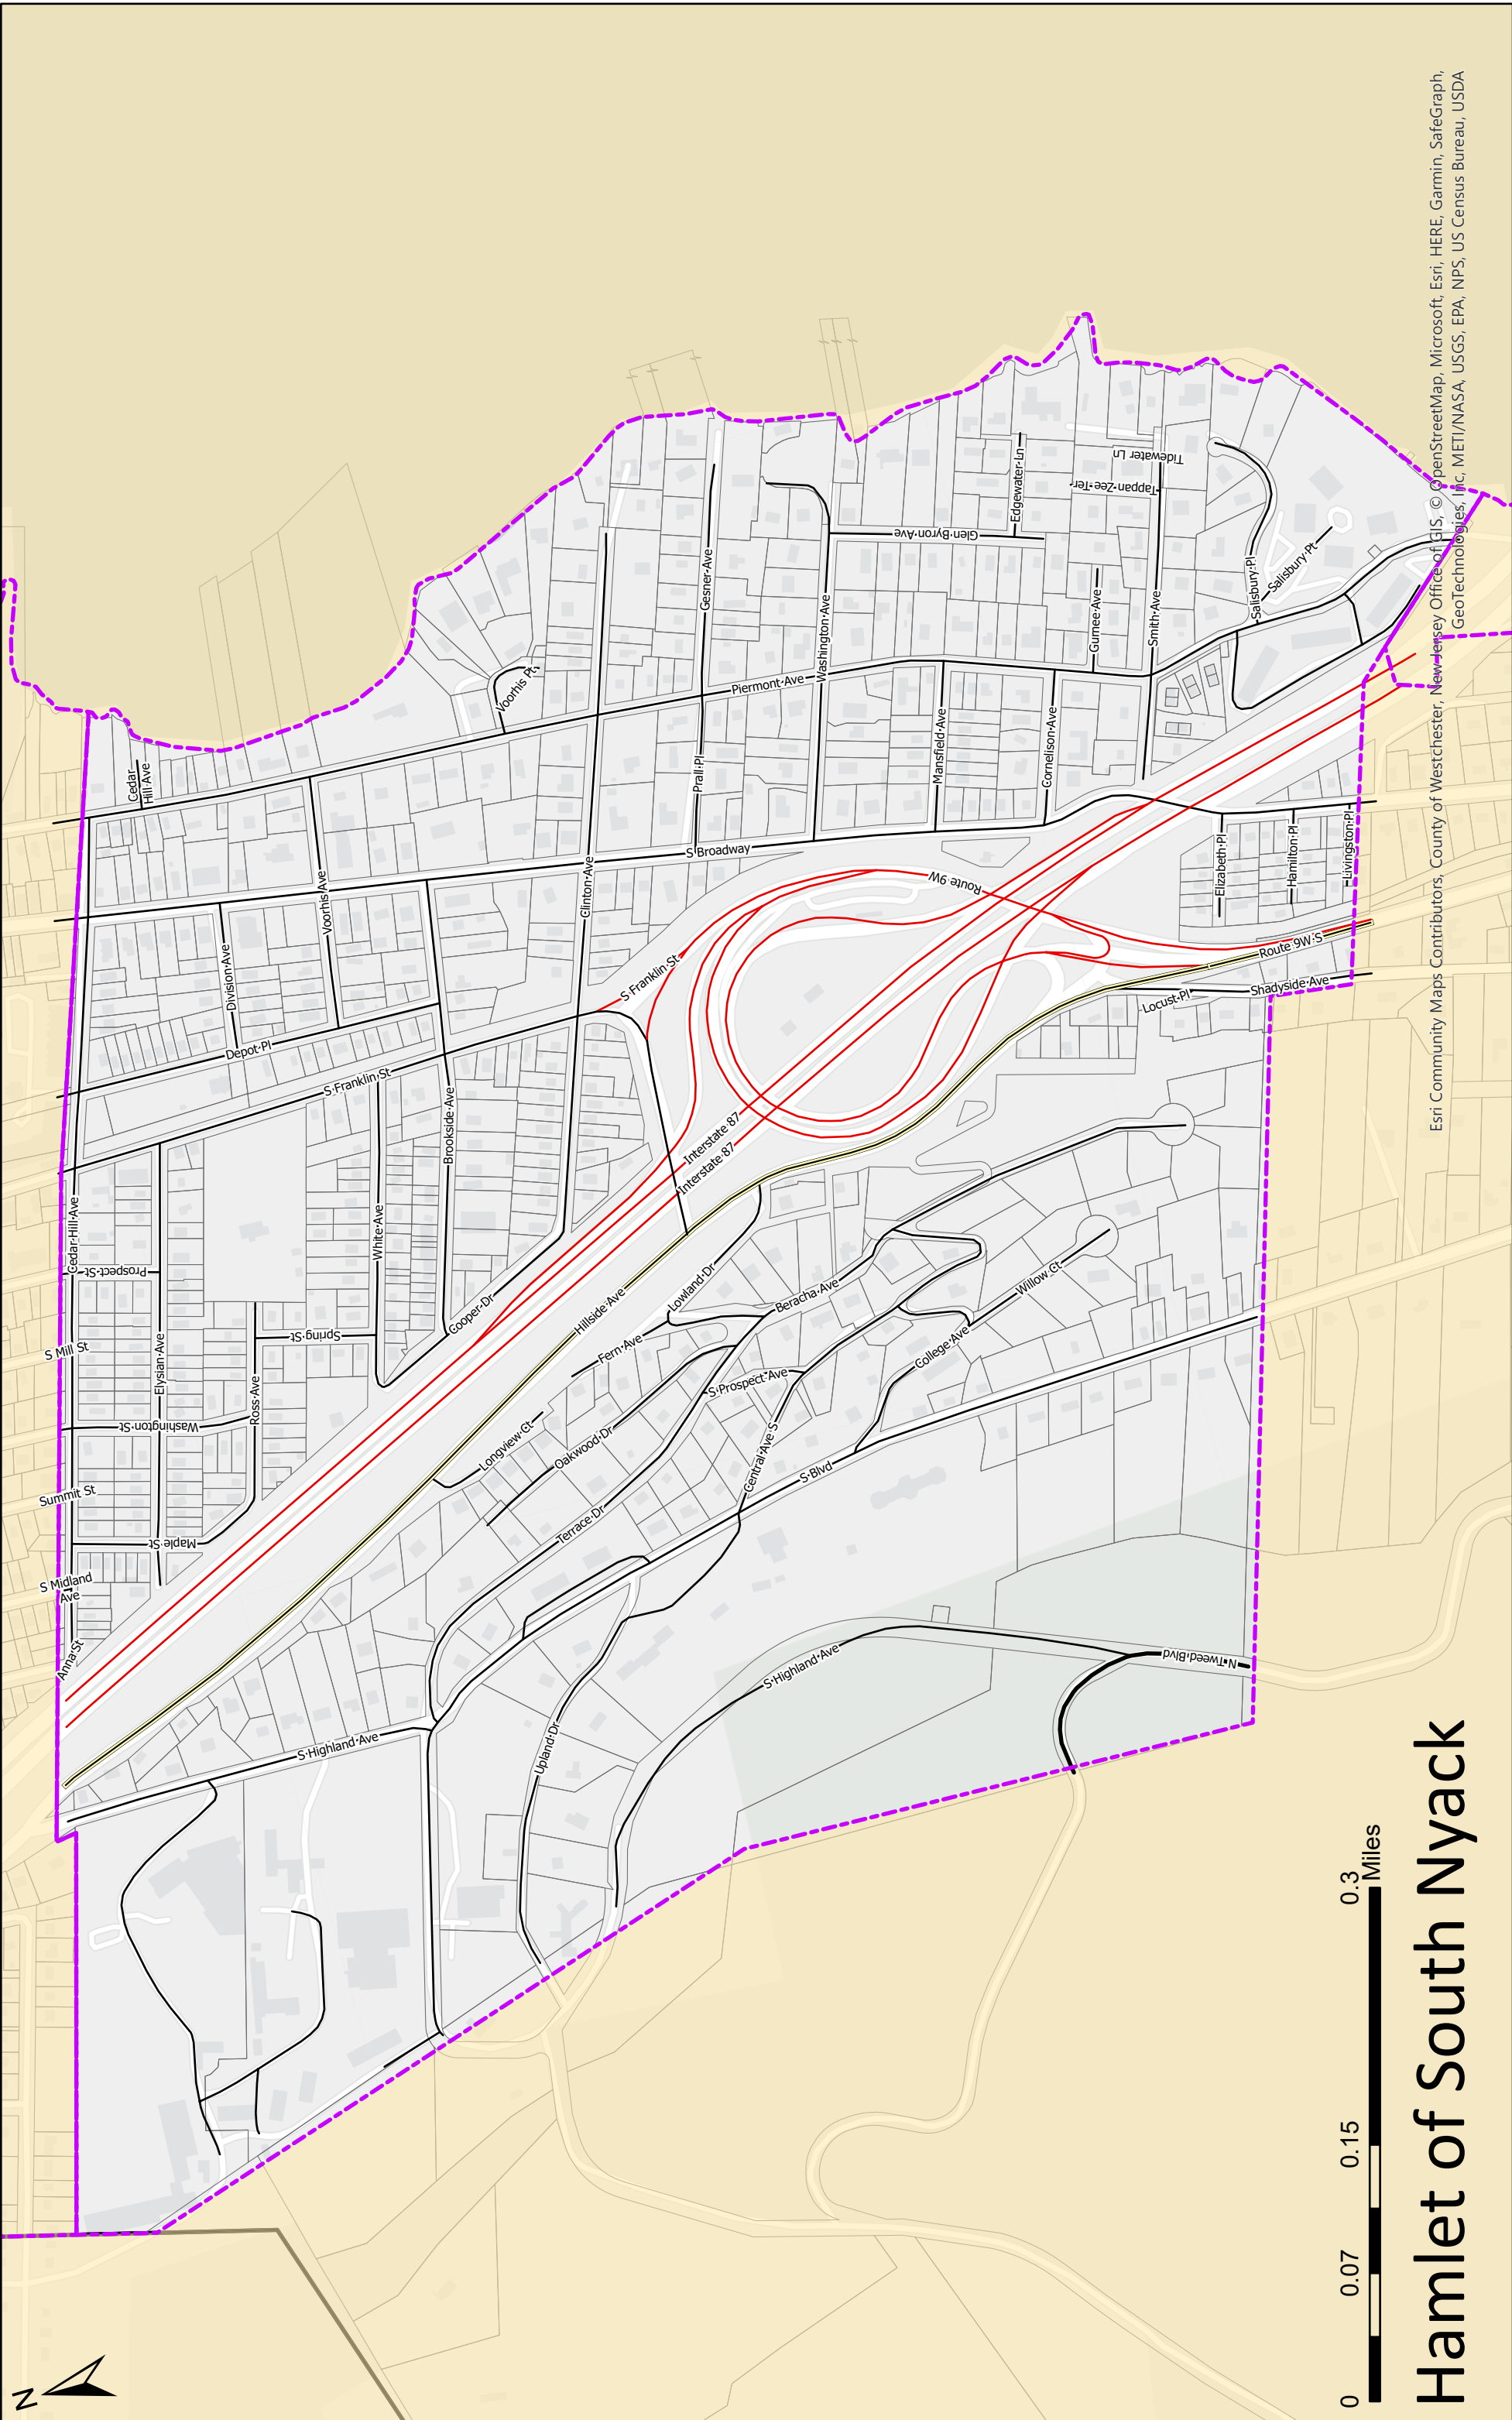 Cedar
Hill·Ave
Voorhis Pt
Piermont Ave
Gesner·Ave
Washington·Ave
Glen·Byron·Ave
Edgewater·Ln
Tappan·Zee·Ter
Tidewater Ln
Gurnee·Ave
Smith·Ave
Salisbury·Pl
Salisbury·Pt
Voorhis·Ave
Division·Ave
Depot·Pl
S·Franklin·St
Clinton·Ave
S·Broadway
Prall·Pl
Mansfield·Ave
Cornelison·Ave
Elizabeth·Pl
Hamilton·Pl
Livingston·Pl
Route 9W
S·Franklin·St
Route 9W·S
Shadyside·Ave
Locust·Pl
Interstate 87
Interstate 87
Cedar·Hill·Ave
Prospect·St
S Mill St
Elysian·Ave
Washington·St
Ross·Ave
Spring·St
White·Ave
Brookside·Ave
Cooper·Dr
Summit St
Maple·St
S Midland
Ave
Anna·St
Hillside·Ave
Lowland·Dr
Fern·Ave
Beracha·Ave
Willow·Ct
College·Ave
S·Prospect·Ave
Longview·Ct
Oakwood·Dr
Central·Ave·S
S·Blvd
Terrace·Dr
S·Highland·Ave
Upland·Dr
S·Highland·Ave
N·Tweed·Blvd
N
0
0.07
0.15
0.3
Miles
Hamlet of South Nyack
Esri Community Maps Contributors, County of Westchester, New Jersey Office of GIS, © OpenStreetMap, Microsoft, Esri, HERE, Garmin, SafeGraph,
GeoTechnologies, Inc, METI/NASA, USGS, EPA, NPS, US Census Bureau, USDA